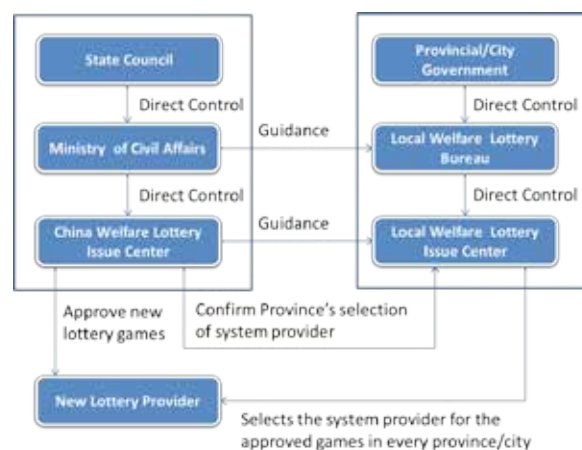 State Council
Provincial/City
Government
Direct Control
Direct Control
Guidance
Ministry of Civil Affairs
Local Welfare Lottery
Bureau
Direct Control
Direct Control
Guidance
China Welfare Lottery
Issue Center
Local Welfare Lottery
Issue Center
Approve new
lottery games
Confirm Province's selection
of system provider
New Lottery Provider
Selects the system provider for the
approved games in every province/city